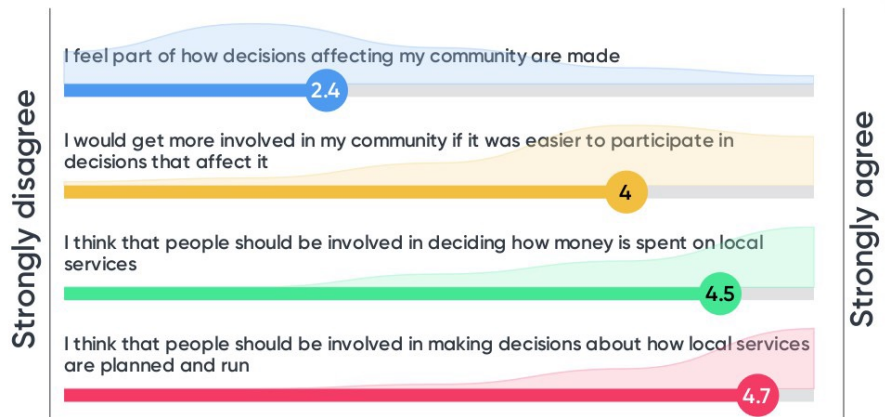 Strongly disagree
I feel part of how decisions affecting my community are made
2.4
I would get more involved in my community if it was easier to participate in
decisions that affect it
4
I think that people should be involved in deciding how money is spent on local
services
4.5
I think that people should be involved in making decisions about how local services
are planned and run
4.7
Strongly agree